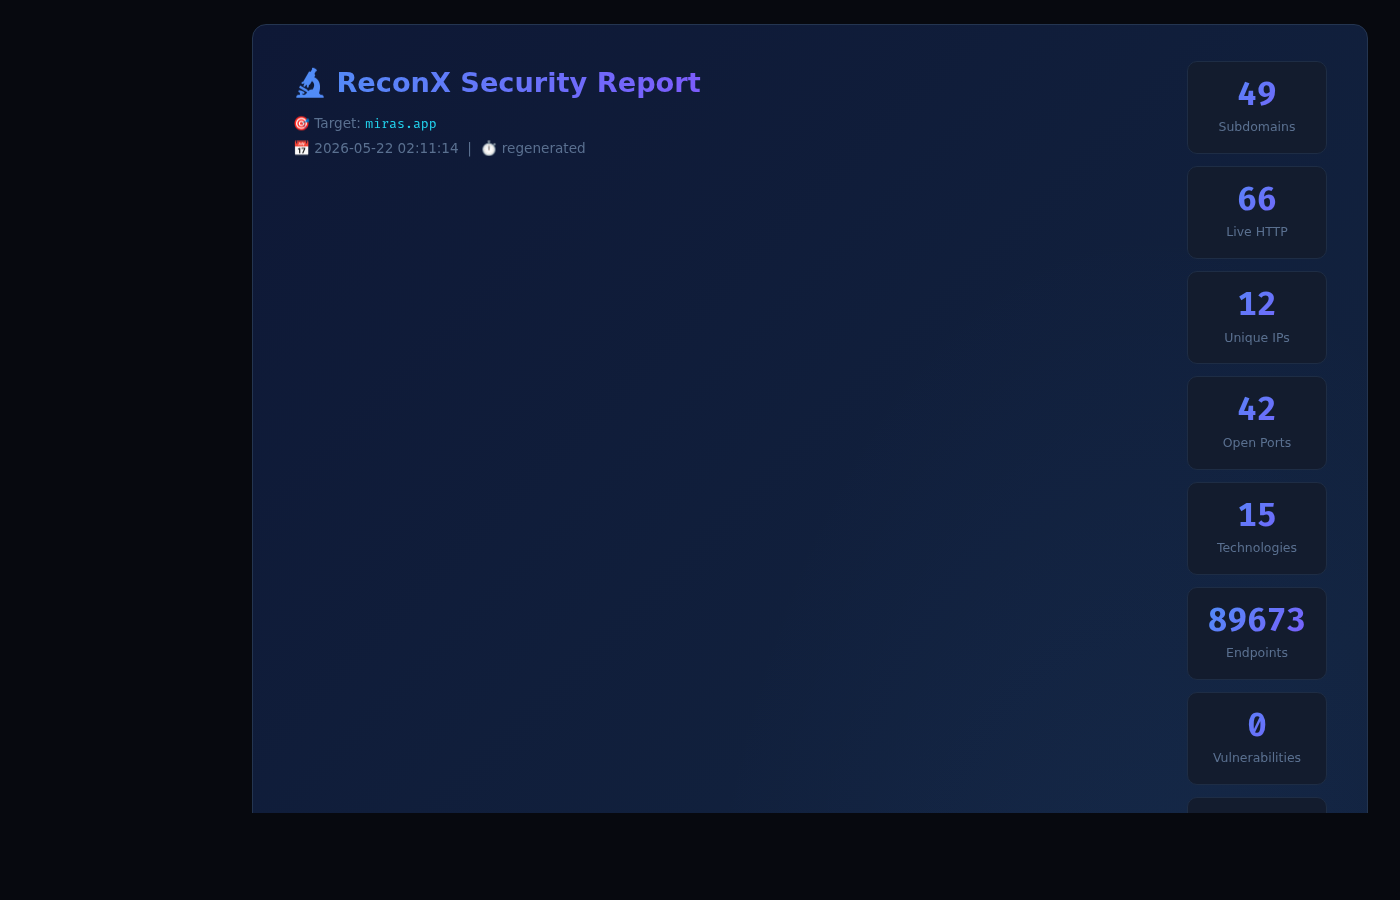 ReconX Security Report
Target: miras.app
2026-05-22 02:11:14 | regenerated
49
Subdomains
66
Live HTTP
12
Unique IPs
42
Open Ports
15
Technologies
89673
Endpoints
0
Vulnerabilities